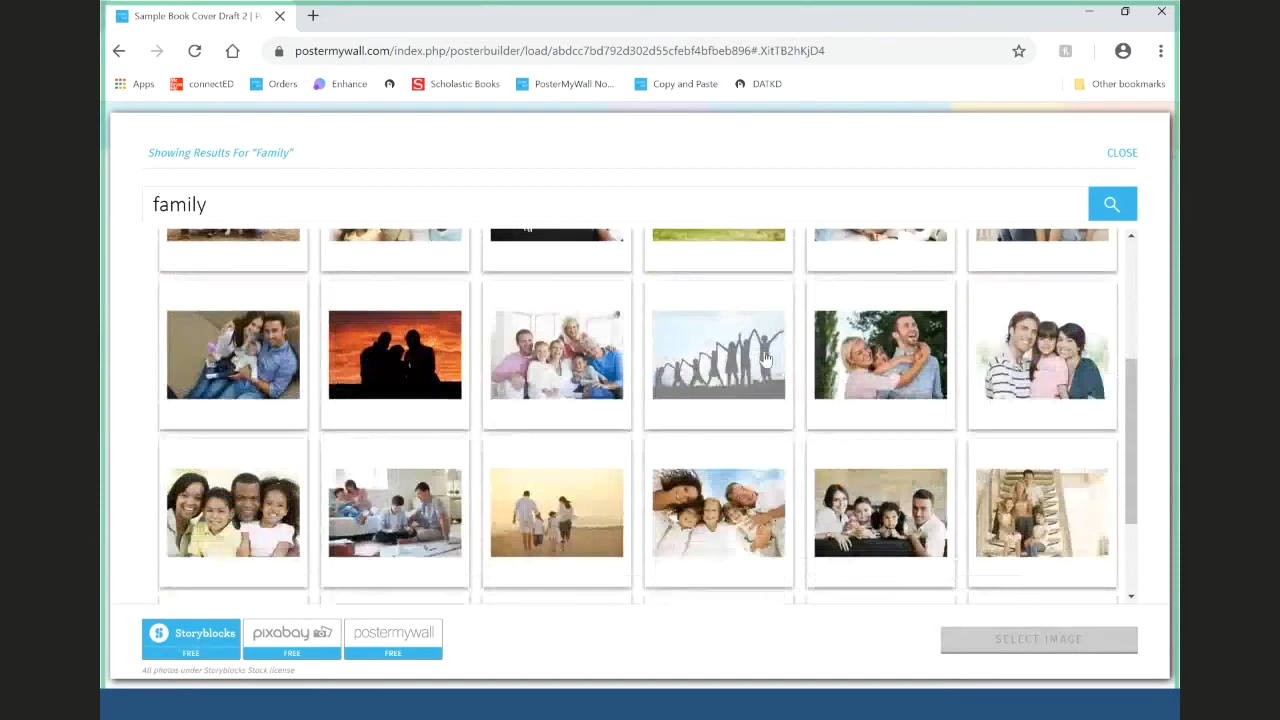 Sample Book Cover Draft 2 | P
postermywall.com/index.php/posterbuilder/load/abdcc7bd792d302d55cfebf4bfbeb896#.XitTB2hKjD4
Apps connectED Orders Enhance Scholastic Books PosterMyWall No... Copy and Paste DATKD Other bookmarks
Showing Results For "Family" CLOSE
family
Storyblocks pixabay postermywall
FREE FREE FREE
SELECT IMAGE
All photos under Storyblocks Stock license